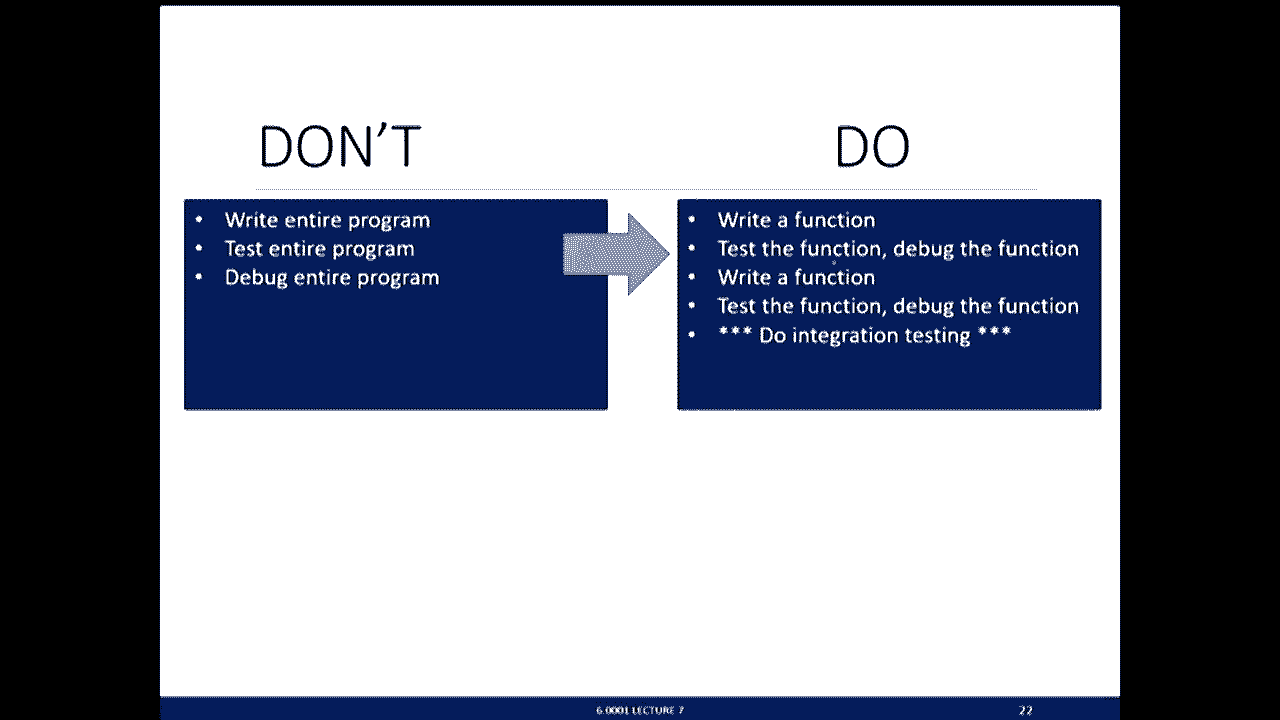 DON'T
DO
• Write entire program
• Test entire program
• Debug entire program
• Write a function
• Test the function, debug the function
• Write a function
• Test the function, debug the function
• *** Do integration testing ***
6.0001 LECTURE 7
22